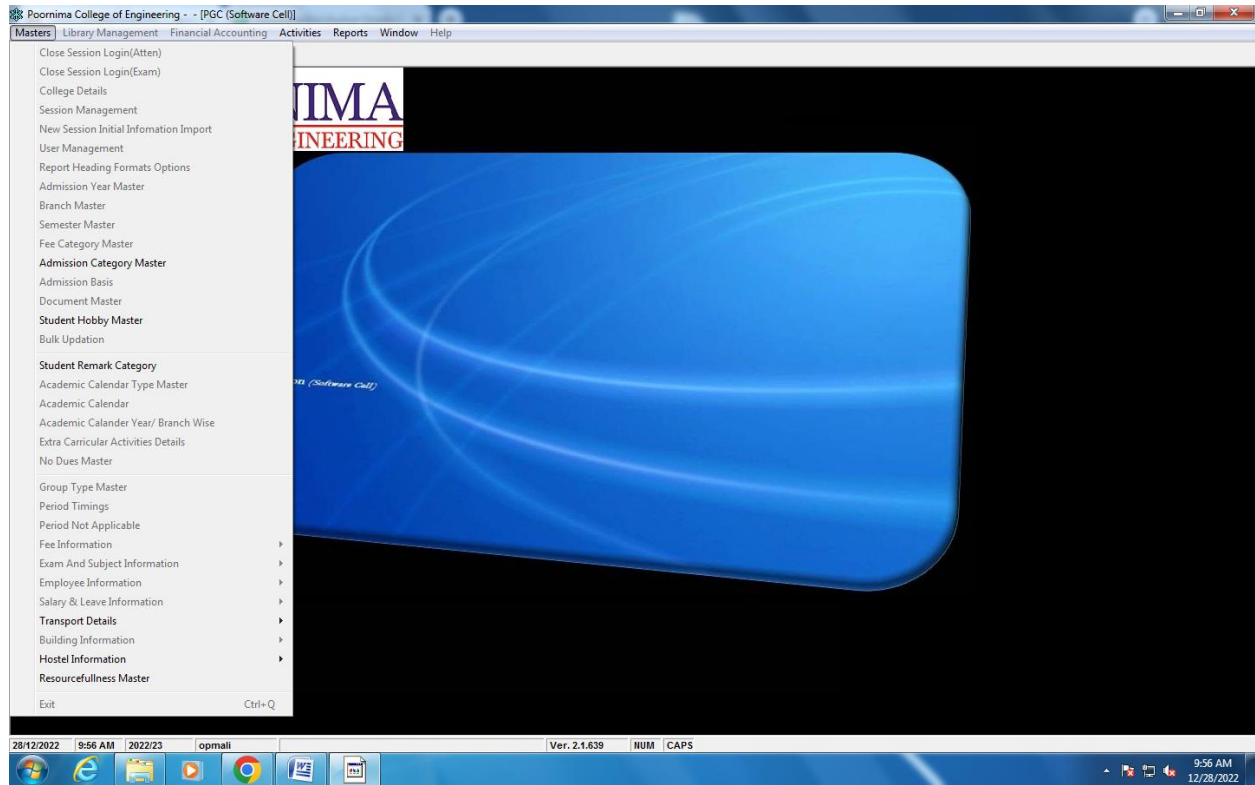 Poornima College of Engineering - - [PGC (Software Cell)]
Masters Library Management Financial Accounting Activities Reports Window Help
Close Session Login(Atten)
Close Session Login(Exam)
College Details
Session Management
New Session Initial Infomation Import
User Management
Report Heading Formats Options
Admission Year Master
Branch Master
Semester Master
Fee Category Master
Admission Category Master
Admission Basis
Document Master
Student Hobby Master
Bulk Updation
Student Remark Category
Academic Calendar Type Master
Academic Calendar
Academic Calander Year/ Branch Wise
Extra Carricular Activities Details
No Dues Master
Group Type Master
Period Timings
Period Not Applicable
Fee Information
Exam And Subject Information
Employee Information
Salary & Leave Information
Transport Details
Building Information
Hostel Information
Resourcefullness Master
Exit Ctrl+Q
NIMA
INEERING
on (Software Cell)
28/12/2022 9:56 AM 2022/23 opmali Ver. 2.1.639 NUM CAPS
9:56 AM
12/28/2022